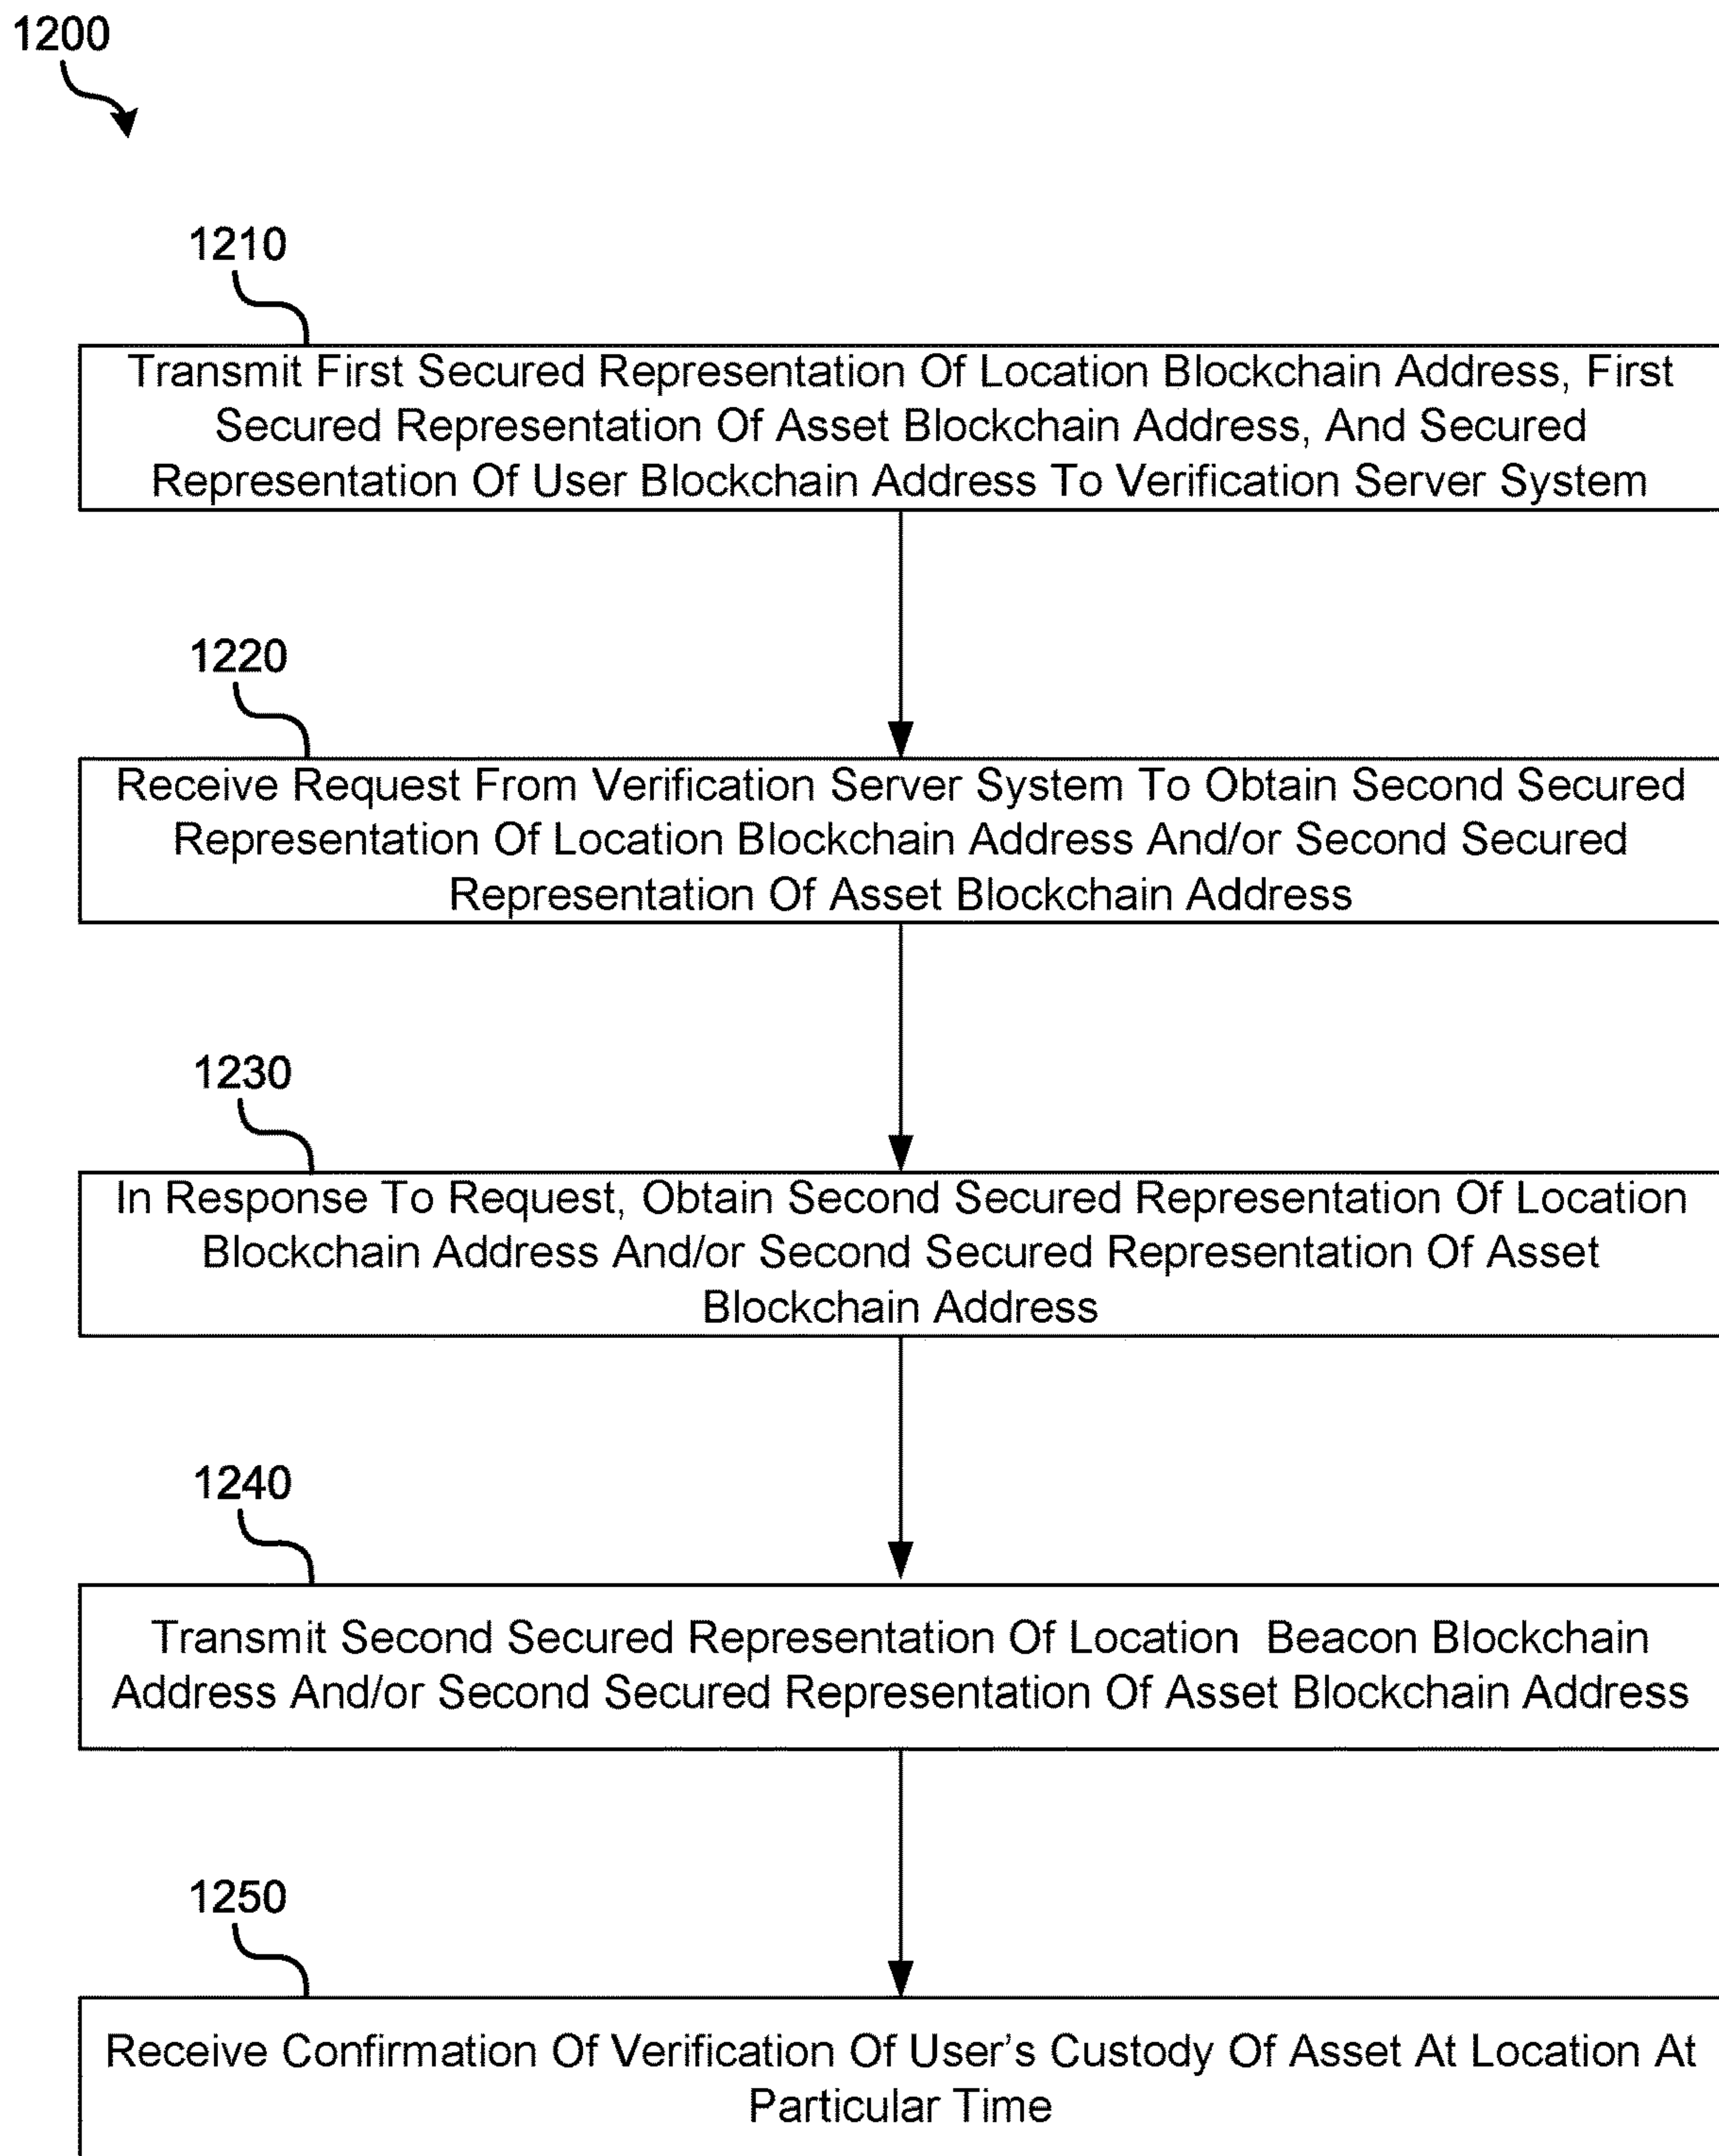 1200
1210
Transmit First Secured Representation Of Location Blockchain Address, First
Secured Representation Of Asset Blockchain Address, And Secured
Representation Of User Blockchain Address To Verification Server System
1220
Receive Request From Verification Server System To Obtain Second Secured
Representation Of Location Blockchain Address And/or Second Secured
Representation Of Asset Blockchain Address
1230
In Response To Request, Obtain Second Secured Representation Of Location
Blockchain Address And/or Second Secured Representation Of Asset
Blockchain Address
1240
Transmit Second Secured Representation Of Location  Beacon Blockchain
Address And/or Second Secured Representation Of Asset Blockchain Address
1250
Receive Confirmation Of Verification Of User’s Custody Of Asset At Location At
Particular Time